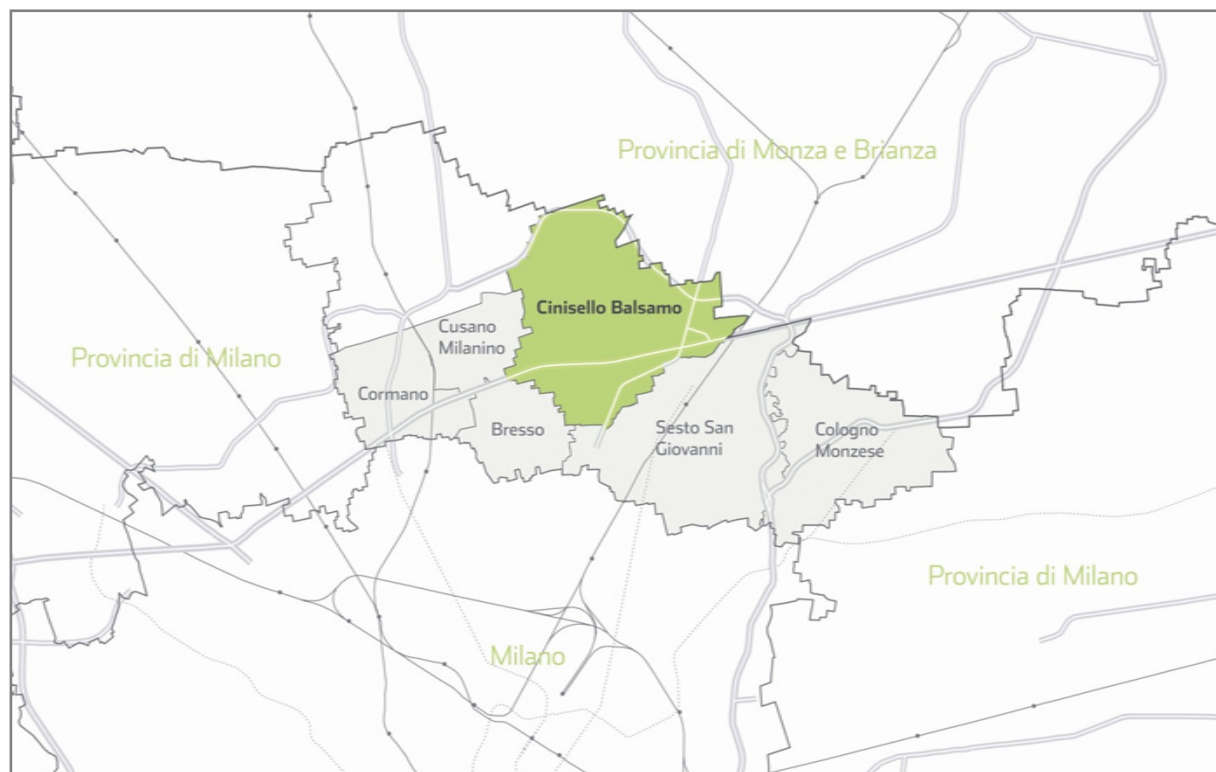 Provincia di Monza e Brianza
Cinisello Balsamo
Cusano
Milanino
Provincia di Milano
Cormano
Bresso
Sesto San
Giovanni
Cologno
Monzese
Provincia di Milano
Milano